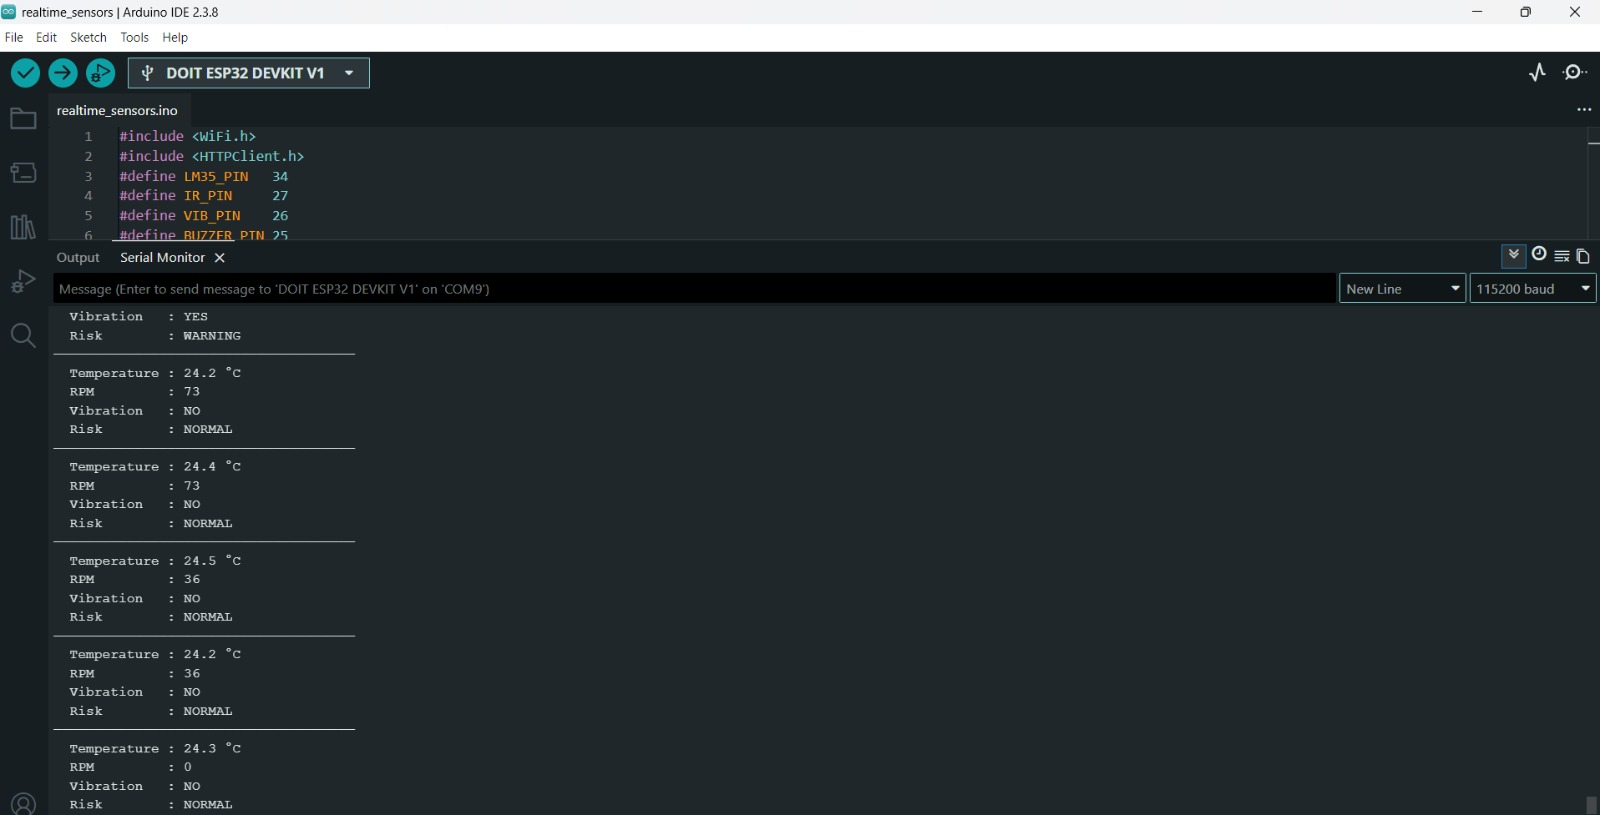 realtime_sensors | Arduino IDE 2.3.8
File Edit Sketch Tools Help
DOIT ESP32 DEVKIT V1
realtime_sensors.ino
1 #include <WiFi.h>
2 #include <HTTPClient.h>
3 #define LM35_PIN 34
4 #define IR_PIN 27
5 #define VIB_PIN 26
6 #define BUZZER_PIN 25
Output Serial Monitor
Message (Enter to send message to 'DOIT ESP32 DEVKIT V1' on 'COM9')
New Line
115200 baud
Vibration : YES
Risk : WARNING
Temperature : 24.2 °C
RPM : 73
Vibration : NO
Risk : NORMAL
Temperature : 24.4 °C
RPM : 73
Vibration : NO
Risk : NORMAL
Temperature : 24.5 °C
RPM : 36
Vibration : NO
Risk : NORMAL
Temperature : 24.2 °C
RPM : 36
Vibration : NO
Risk : NORMAL
Temperature : 24.3 °C
RPM : 0
Vibration : NO
Risk : NORMAL